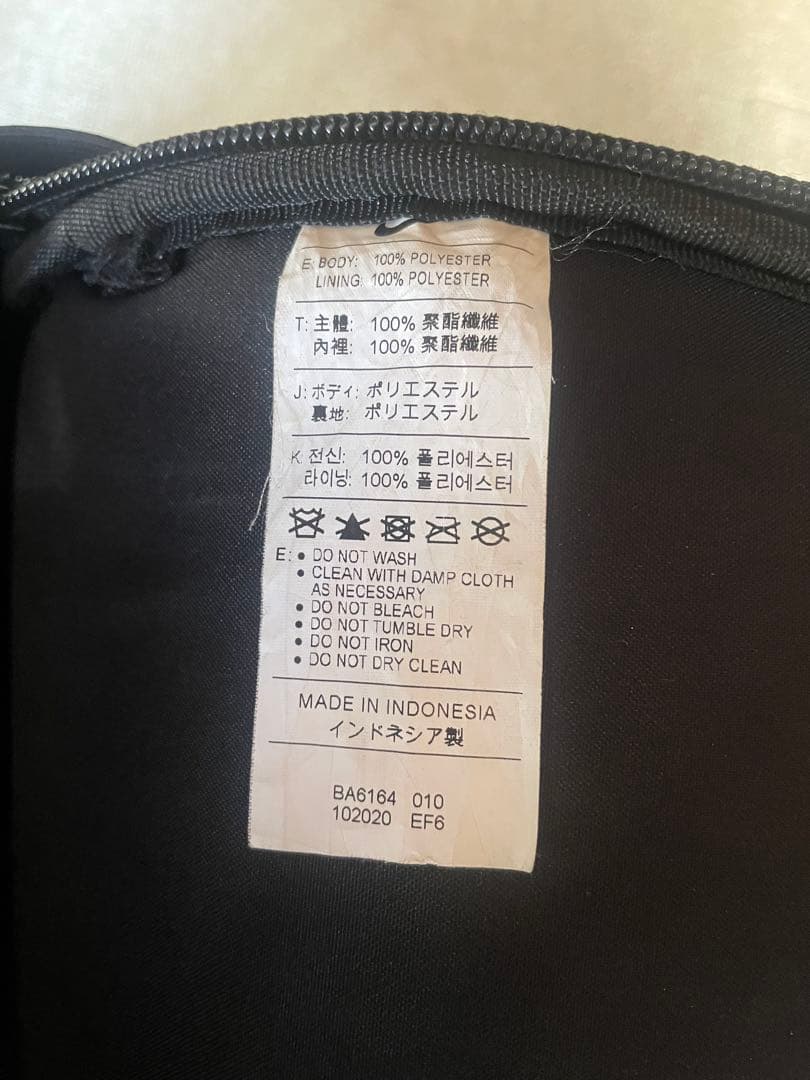 E: BODY: 100% POLYESTER
LINING: 100% POLYESTER
T: 主體: 100% 聚酯纖維
內裡: 100% 聚酯纖維
J: ボディ: ポリエステル
裏地: ポリエステル
K: 전신: 100% 폴리에스터
라이닝: 100% 폴리에스터
E: • DO NOT WASH
• CLEAN WITH DAMP CLOTH
AS NECESSARY
• DO NOT BLEACH
• DO NOT TUMBLE DRY
• DO NOT IRON
• DO NOT DRY CLEAN
MADE IN INDONESIA
インドネシア製
BA6164 010
102020 EF6